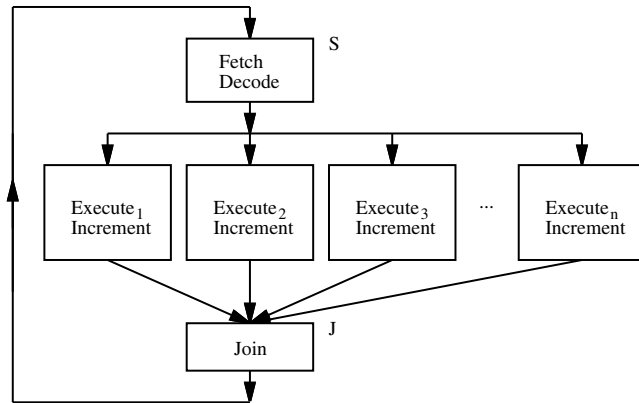 S
Fetch
Decode
Execute1
Increment
Execute2
Increment
Execute3
Increment
...
Executen
Increment
J
Join